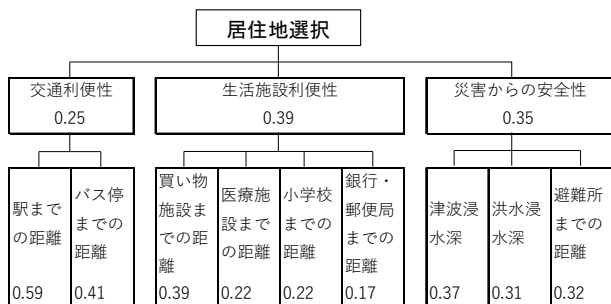 居住地選択
交通利便性
0.25
生活施設利便性
0.39
災害からの安全性
0.35
駅まで
の距離
0.59
バス停
までの
距離
0.41
買い物
施設ま
での距
離
0.39
医療施
設まで
の距離
0.22
小学校
までの
距離
0.22
銀行・
郵便局
までの
距離
0.17
津波浸
水深
0.37
洪水浸
水深
0.31
避難所
までの
距離
0.32